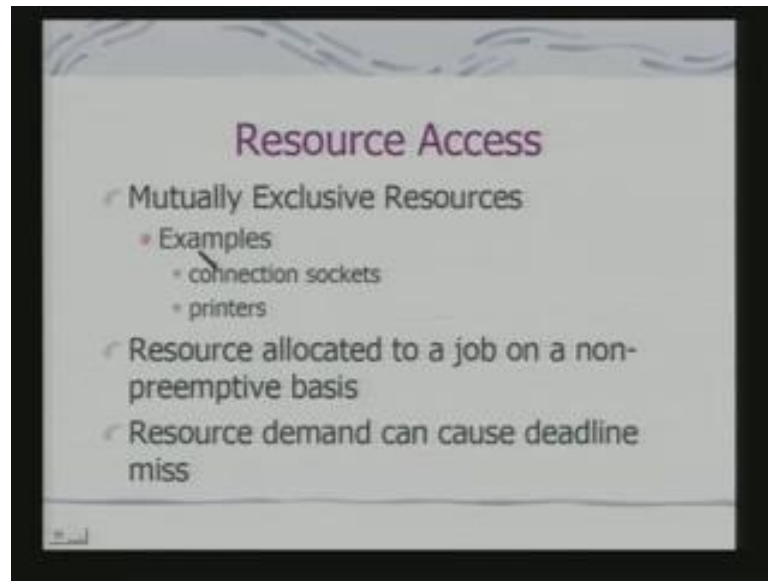 Resource Access
Mutually Exclusive Resources
Examples
connection sockets
printers
Resource allocated to a job on a non-
preemptive basis
Resource demand can cause deadline
miss